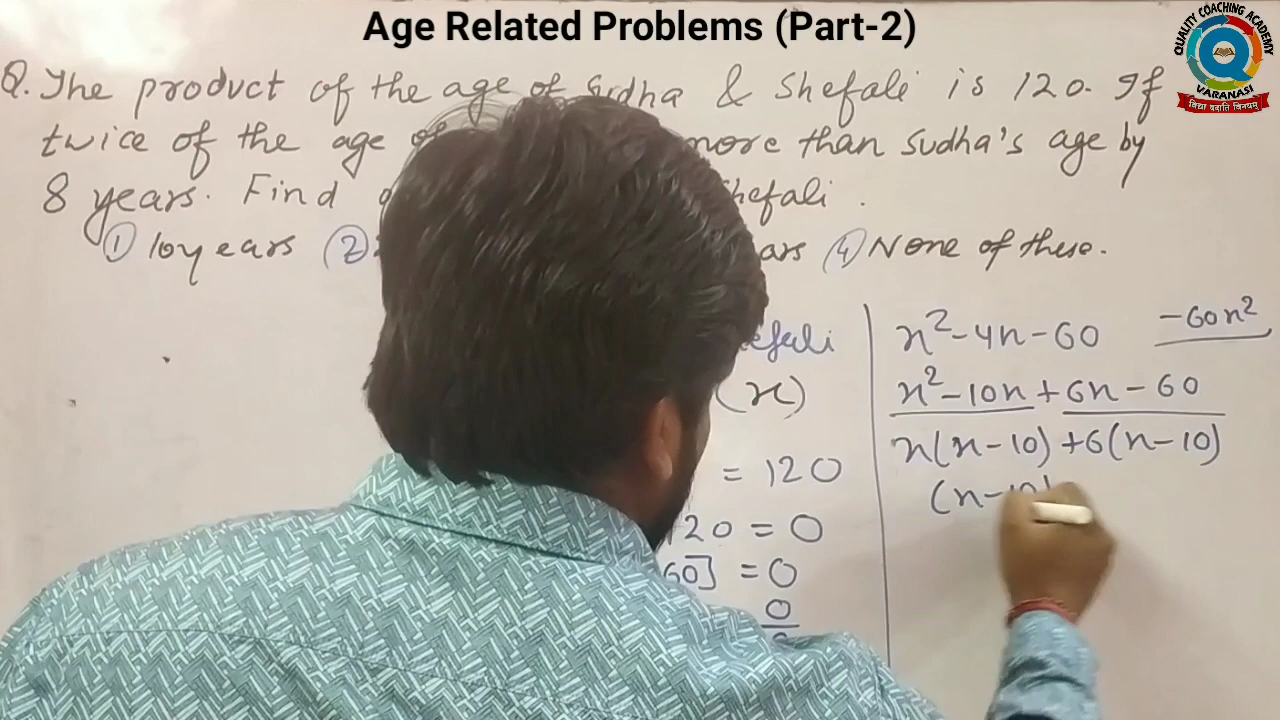 Age Related Problems (Part-2)
QUALITY COACHING ACADEMY
Q
VARANASI
विद्या ददाति विनयम्
Q. The product of the age of Sudha & Shefali is 120. If
twice of the age more than Sudha's age by
8 years. Find Shefali.
① 10 years ② ④ None of these.
x² - 4x - 60
-60x²
x² - 10x + 6x - 60
(x)
= 120
x(x - 10) + 6(x - 10)
(x - 10)
20 = 0
60] = 0
0